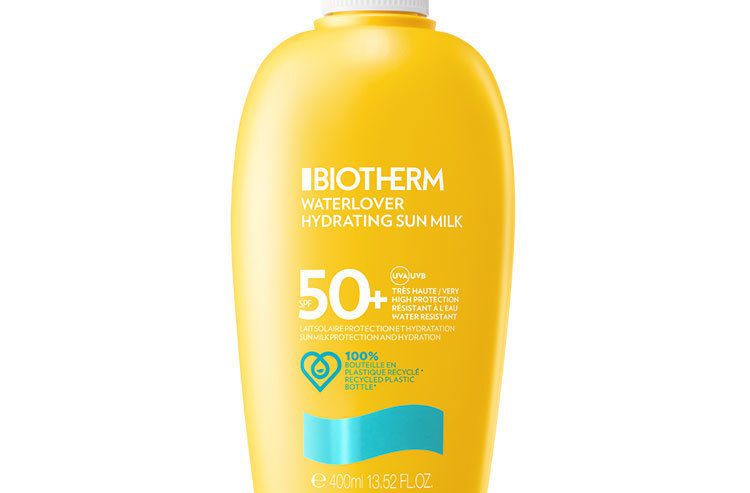 BIOTHERM
WATERLOVER
HYDRATING SUN MILK
SPF 50+
UVA UVB
TRÈS HAUTE / VERY
HIGH PROTECTION
RÉSISTANT À L'EAU
WATER RESISTANT
LAIT SOLAIRE PROTECTION ET HYDRATATION
SUN MILK PROTECTION AND HYDRATION
100%
BOUTEILLE EN
PLASTIQUE RECYCLÉ*
RECYCLED PLASTIC
BOTTLE*
℮ 400ml 13.52 FL.OZ.